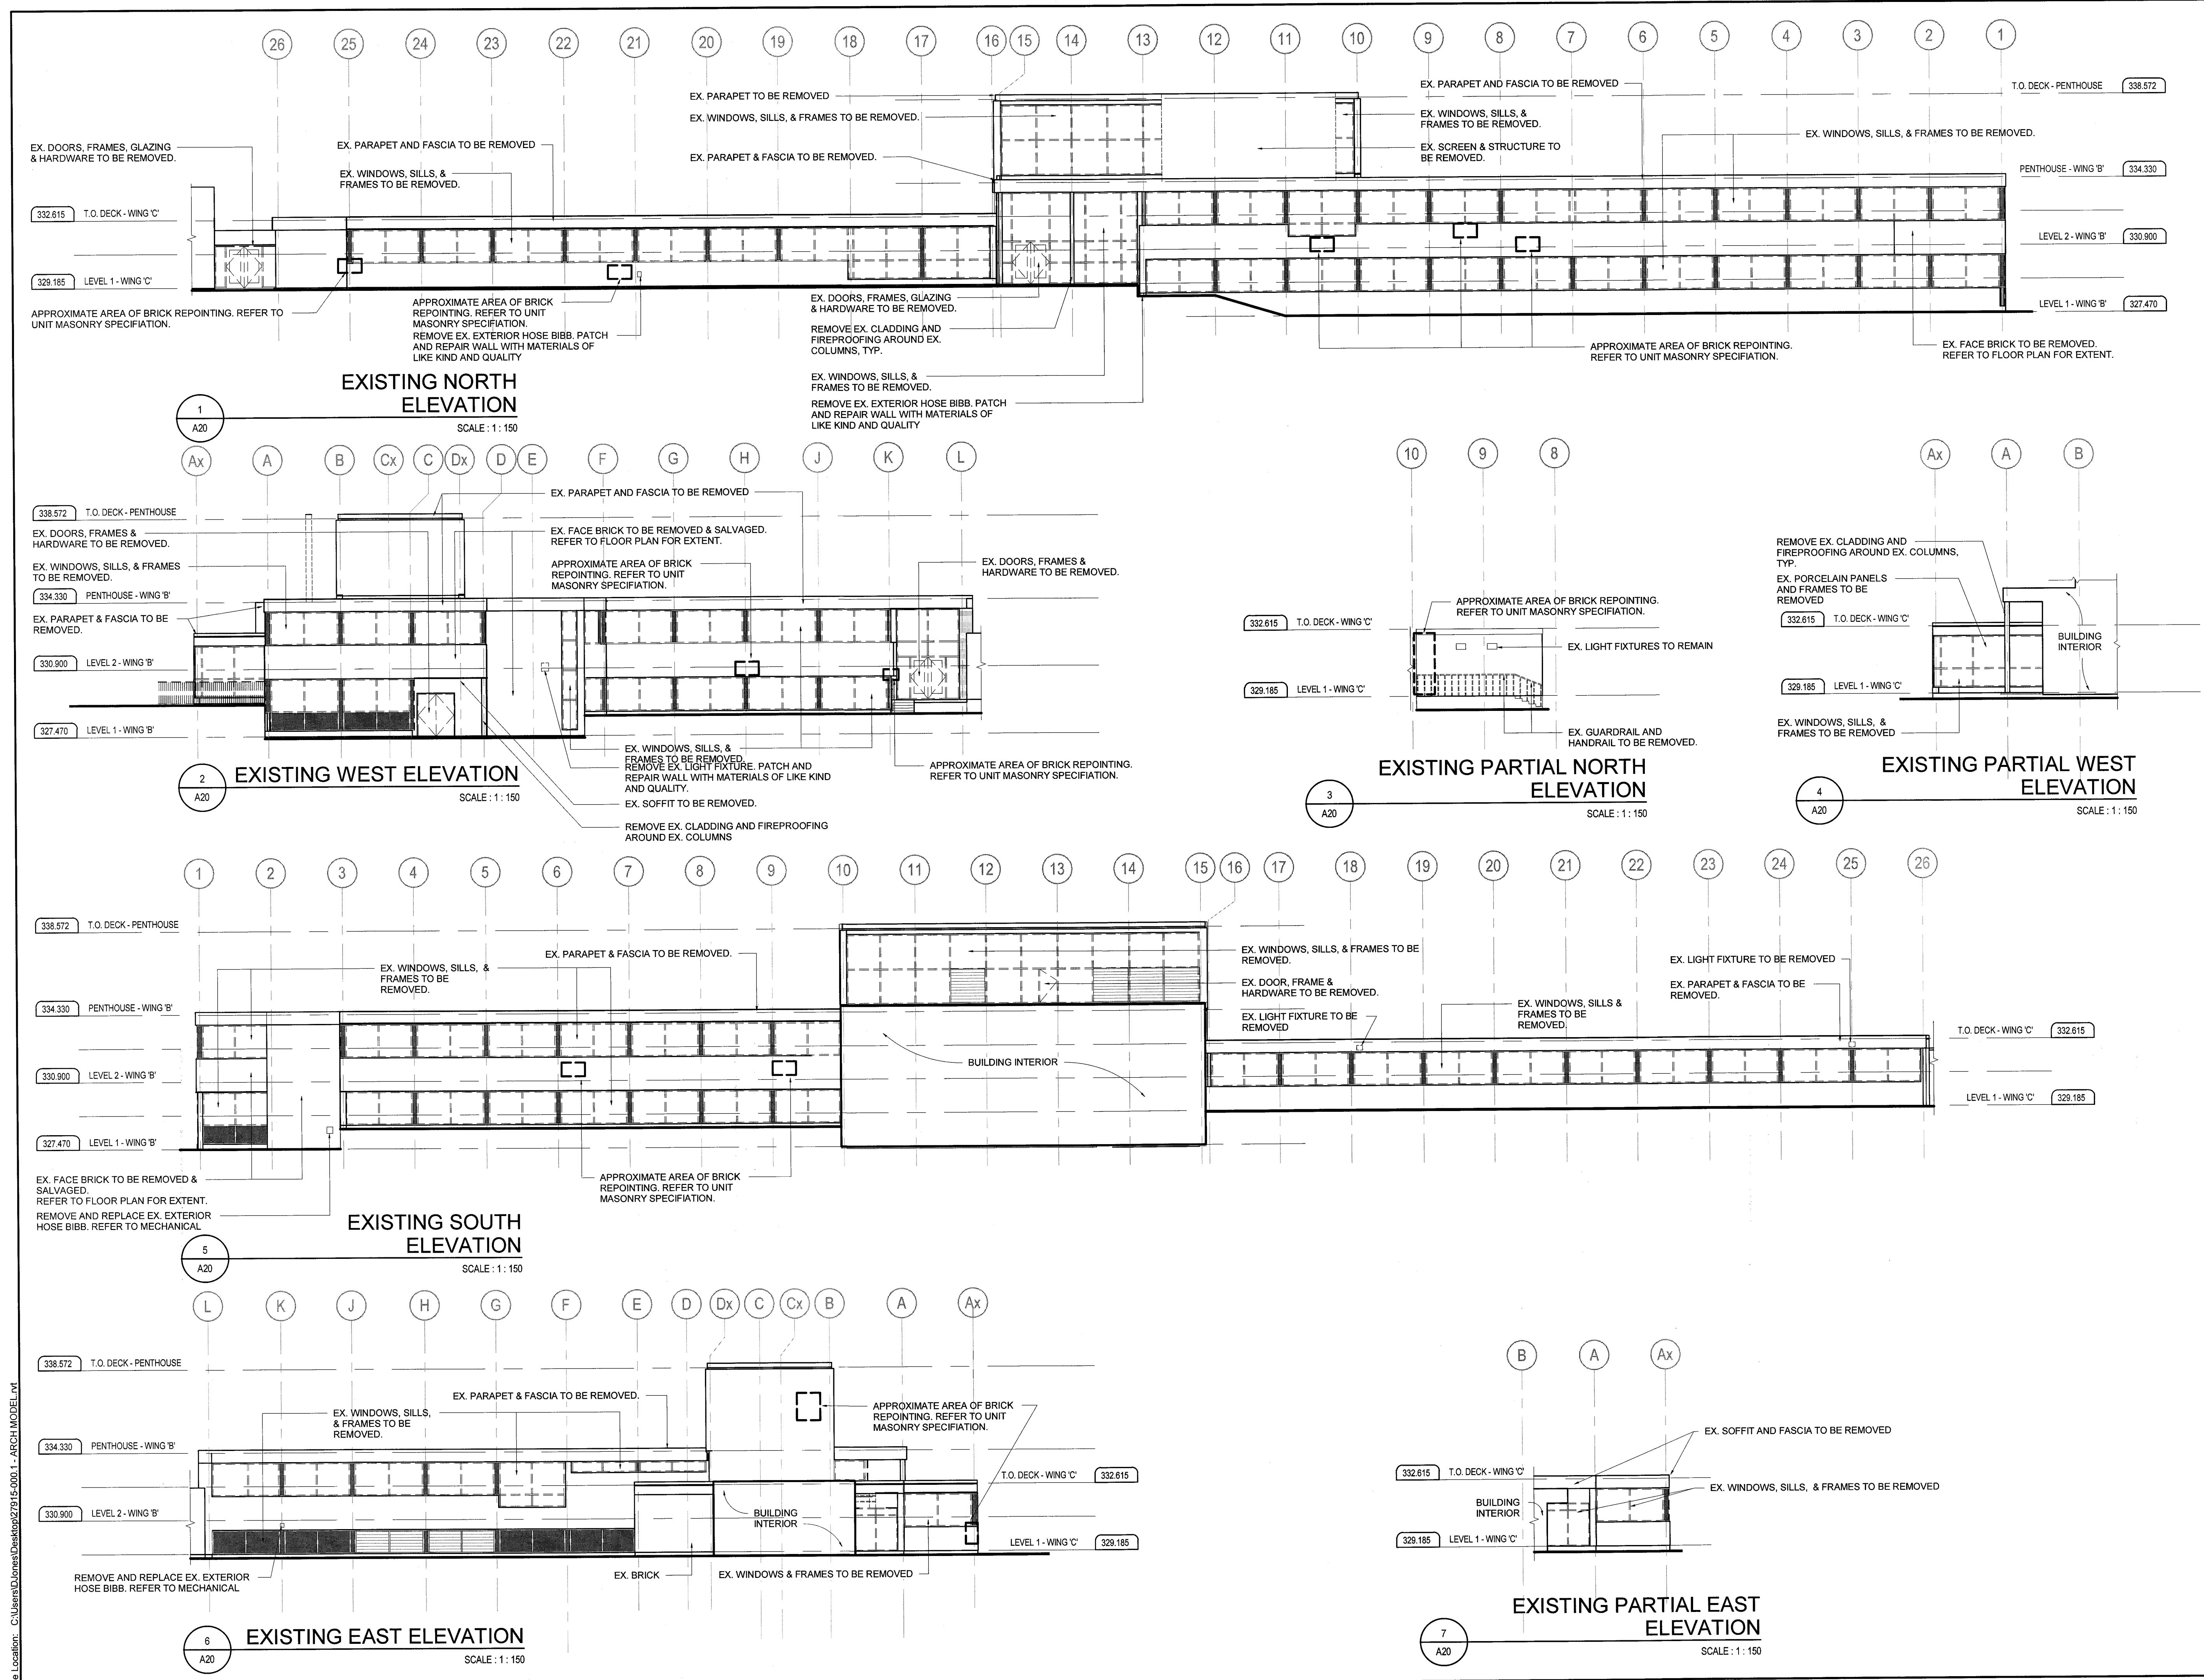 26 25 24 23 22 21 20 19 18 17 16 15 14 13 12 11 10 9 8 7 6 5 4 3 2 1
EX. PARAPET TO BE REMOVED
EX. WINDOWS, SILLS, & FRAMES TO BE REMOVED.
EX. PARAPET & FASCIA TO BE REMOVED.
EX. PARAPET AND FASCIA TO BE REMOVED
EX. WINDOWS, SILLS, &
FRAMES TO BE REMOVED.
EX. SCREEN & STRUCTURE TO
BE REMOVED.
EX. WINDOWS, SILLS, & FRAMES TO BE REMOVED.
T.O. DECK - PENTHOUSE 338.572
PENTHOUSE - WING 'B' 334.330
LEVEL 2 - WING 'B' 330.900
LEVEL 1 - WING 'B' 327.470
EX. DOORS, FRAMES, GLAZING
& HARDWARE TO BE REMOVED.
EX. PARAPET AND FASCIA TO BE REMOVED
EX. WINDOWS, SILLS, &
FRAMES TO BE REMOVED.
332.615 T.O. DECK - WING 'C'
329.185 LEVEL 1 - WING 'C'
APPROXIMATE AREA OF BRICK REPOINTING. REFER TO
UNIT MASONRY SPECIFIATION.
APPROXIMATE AREA OF BRICK
REPOINTING. REFER TO UNIT
MASONRY SPECIFIATION.
REMOVE EX. EXTERIOR HOSE BIBB. PATCH
AND REPAIR WALL WITH MATERIALS OF
LIKE KIND AND QUALITY
EX. DOORS, FRAMES, GLAZING
& HARDWARE TO BE REMOVED.
REMOVE EX. CLADDING AND
FIREPROOFING AROUND EX.
COLUMNS, TYP.
EX. WINDOWS, SILLS, &
FRAMES TO BE REMOVED.
REMOVE EX. EXTERIOR HOSE BIBB. PATCH
AND REPAIR WALL WITH MATERIALS OF
LIKE KIND AND QUALITY
APPROXIMATE AREA OF BRICK REPOINTING.
REFER TO UNIT MASONRY SPECIFIATION.
EX. FACE BRICK TO BE REMOVED.
REFER TO FLOOR PLAN FOR EXTENT.
1
A20
EXISTING NORTH
ELEVATION
SCALE : 1 : 150
Ax A B Cx C Dx D E F G H J K L
338.572 T.O. DECK - PENTHOUSE
EX. DOORS, FRAMES &
HARDWARE TO BE REMOVED.
EX. WINDOWS, SILLS, & FRAMES
TO BE REMOVED.
334.330 PENTHOUSE - WING 'B'
EX. PARAPET & FASCIA TO BE
REMOVED.
330.900 LEVEL 2 - WING 'B'
327.470 LEVEL 1 - WING 'B'
EX. PARAPET AND FASCIA TO BE REMOVED
EX. FACE BRICK TO BE REMOVED & SALVAGED.
REFER TO FLOOR PLAN FOR EXTENT.
APPROXIMATE AREA OF BRICK
REPOINTING. REFER TO UNIT
MASONRY SPECIFIATION.
EX. DOORS, FRAMES &
HARDWARE TO BE REMOVED.
EX. WINDOWS, SILLS, &
FRAMES TO BE REMOVED.
REMOVE EX. LIGHT FIXTURE. PATCH AND
REPAIR WALL WITH MATERIALS OF LIKE KIND
AND QUALITY.
EX. SOFFIT TO BE REMOVED.
REMOVE EX. CLADDING AND FIREPROOFING
AROUND EX. COLUMNS
APPROXIMATE AREA OF BRICK REPOINTING.
REFER TO UNIT MASONRY SPECIFIATION.
2
A20
EXISTING WEST ELEVATION
SCALE : 1 : 150
10 9 8
APPROXIMATE AREA OF BRICK REPOINTING.
REFER TO UNIT MASONRY SPECIFIATION.
332.615 T.O. DECK - WING 'C'
EX. LIGHT FIXTURES TO REMAIN
329.185 LEVEL 1 - WING 'C'
EX. GUARDRAIL AND
HANDRAIL TO BE REMOVED.
3
A20
EXISTING PARTIAL NORTH
ELEVATION
SCALE : 1 : 150
Ax A B
REMOVE EX. CLADDING AND
FIREPROOFING AROUND EX. COLUMNS,
TYP.
EX. PORCELAIN PANELS
AND FRAMES TO BE
REMOVED
332.615 T.O. DECK - WING 'C'
BUILDING
INTERIOR
329.185 LEVEL 1 - WING 'C'
EX. WINDOWS, SILLS, &
FRAMES TO BE REMOVED
4
A20
EXISTING PARTIAL WEST
ELEVATION
SCALE : 1 : 150
1 2 3 4 5 6 7 8 9 10 11 12 13 14 15 16 17 18 19 20 21 22 23 24 25 26
338.572 T.O. DECK - PENTHOUSE
EX. PARAPET & FASCIA TO BE REMOVED.
EX. WINDOWS, SILLS, &
FRAMES TO BE
REMOVED.
334.330 PENTHOUSE - WING 'B'
330.900 LEVEL 2 - WING 'B'
327.470 LEVEL 1 - WING 'B'
EX. WINDOWS, SILLS, & FRAMES TO BE
REMOVED.
EX. DOOR, FRAME &
HARDWARE TO BE REMOVED.
EX. LIGHT FIXTURE TO BE
REMOVED
BUILDING INTERIOR
EX. WINDOWS, SILLS &
FRAMES TO BE
REMOVED.
EX. LIGHT FIXTURE TO BE REMOVED
EX. PARAPET & FASCIA TO BE
REMOVED.
T.O. DECK - WING 'C' 332.615
LEVEL 1 - WING 'C' 329.185
EX. FACE BRICK TO BE REMOVED &
SALVAGED.
REFER TO FLOOR PLAN FOR EXTENT.
REMOVE AND REPLACE EX. EXTERIOR
HOSE BIBB. REFER TO MECHANICAL
APPROXIMATE AREA OF BRICK
REPOINTING. REFER TO UNIT
MASONRY SPECIFIATION.
5
A20
EXISTING SOUTH
ELEVATION
SCALE : 1 : 150
L K J H G F E D Dx C Cx B A Ax
338.572 T.O. DECK - PENTHOUSE
EX. PARAPET & FASCIA TO BE REMOVED.
EX. WINDOWS, SILLS,
& FRAMES TO BE
REMOVED.
APPROXIMATE AREA OF BRICK
REPOINTING. REFER TO UNIT
MASONRY SPECIFIATION.
334.330 PENTHOUSE - WING 'B'
T.O. DECK - WING 'C' 332.615
330.900 LEVEL 2 - WING 'B'
BUILDING
INTERIOR
LEVEL 1 - WING 'C' 329.185
REMOVE AND REPLACE EX. EXTERIOR
HOSE BIBB. REFER TO MECHANICAL
EX. BRICK
EX. WINDOWS & FRAMES TO BE REMOVED
6
A20
EXISTING EAST ELEVATION
SCALE : 1 : 150
B A Ax
EX. SOFFIT AND FASCIA TO BE REMOVED
332.615 T.O. DECK - WING 'C'
EX. WINDOWS, SILLS, & FRAMES TO BE REMOVED
BUILDING
INTERIOR
329.185 LEVEL 1 - WING 'C'
7
A20
EXISTING PARTIAL EAST
ELEVATION
SCALE : 1 : 150
e Location: C:\Users\DJones\Desktop\27915-000.1 - ARCH MODEL.rvt